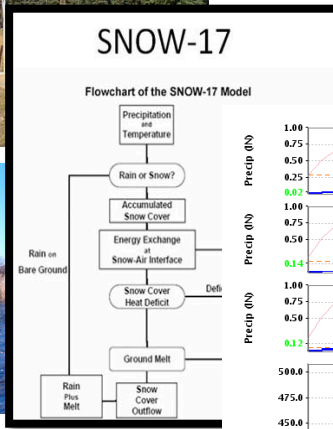 SNOW-17
Flowchart of the SNOW-17 Model
Precipitation
and
Temperature
Rain or Snow?
Accumulated
Snow Cover
Energy Exchange
at
Snow-Air Interface
Rain on
Bare Ground
Snow Cover
Heat Deficit
Defi
Ground Melt
Rain
Plus
Melt
Snow
Cover
Outflow
Precip (IN)
1.00
0.75
0.50
0.25
0.02
Precip (IN)
1.00
0.75
0.50
0.14
Precip (IN)
1.00
0.75
0.50
0.12
500.0
475.0
450.0